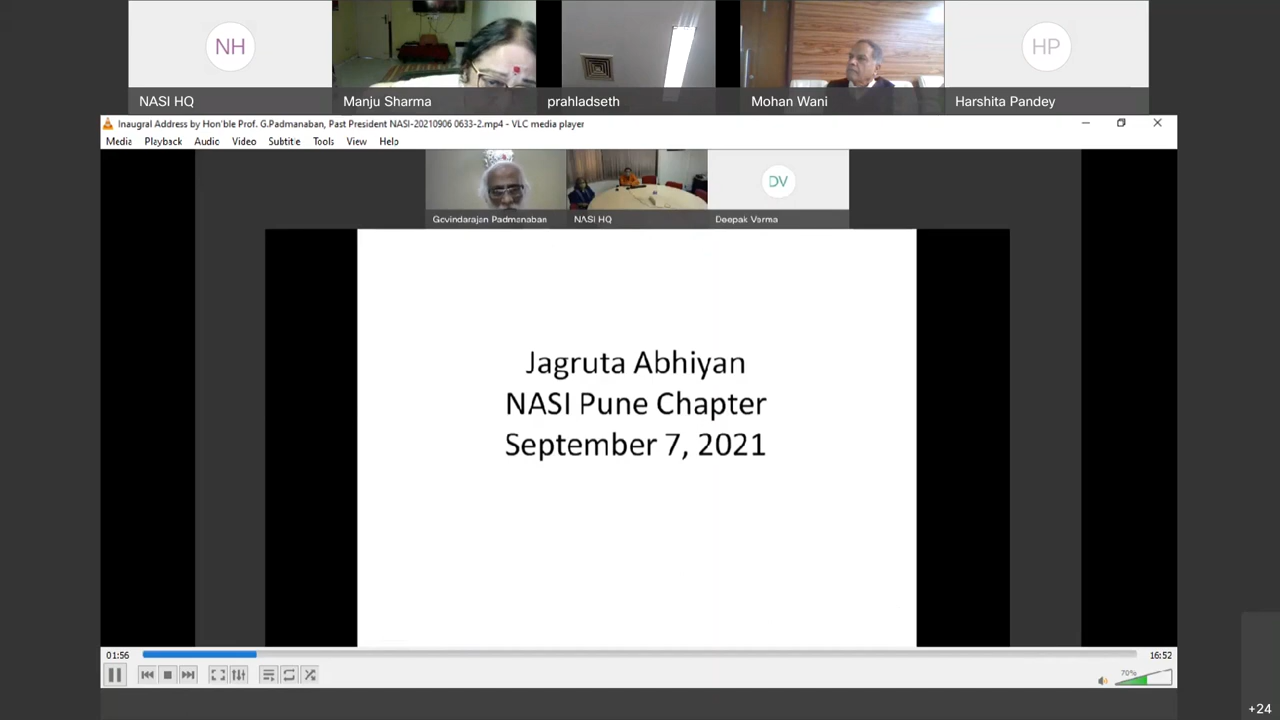 NH
HP
NASI HQ
Manju Sharma
prahladseth
Mohan Wani
Harshita Pandey
Inaugral Address by Hon'ble Prof. G.Padmanaban, Past President NASI-20210906 0633-2.mp4 - VLC media player
Media Playback Audio Video Subtitle Tools View Help
DV
Govindarajan Padmanaban
NASI HQ
Deepak Varma
Jagruta Abhiyan
NASI Pune Chapter
September 7, 2021
01:56
16:52
70%
+24